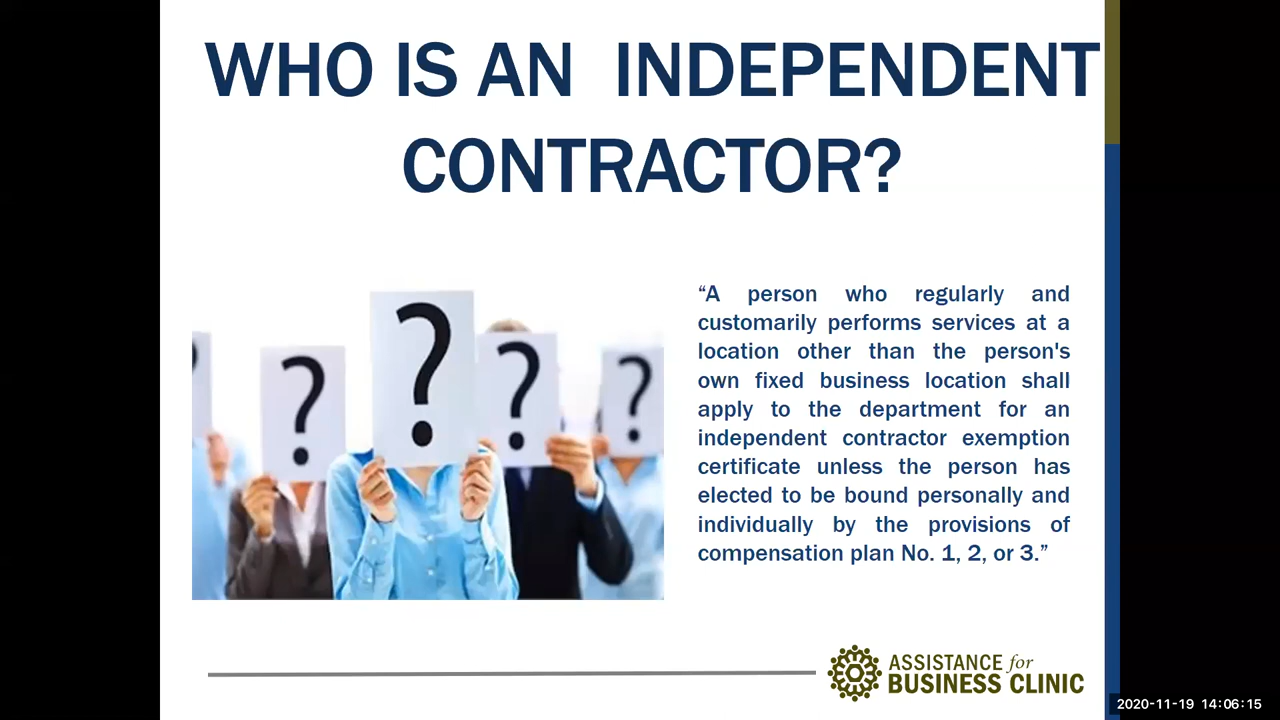 WHO IS AN INDEPENDENT
CONTRACTOR?
? ? ? ? ?
“A person who regularly and
customarily performs services at a
location other than the person's
own fixed business location shall
apply to the department for an
independent contractor exemption
certificate unless the person has
elected to be bound personally and
individually by the provisions of
compensation plan No. 1, 2, or 3.”
ASSISTANCE for
BUSINESS CLINIC
2020-11-19 14:06:15